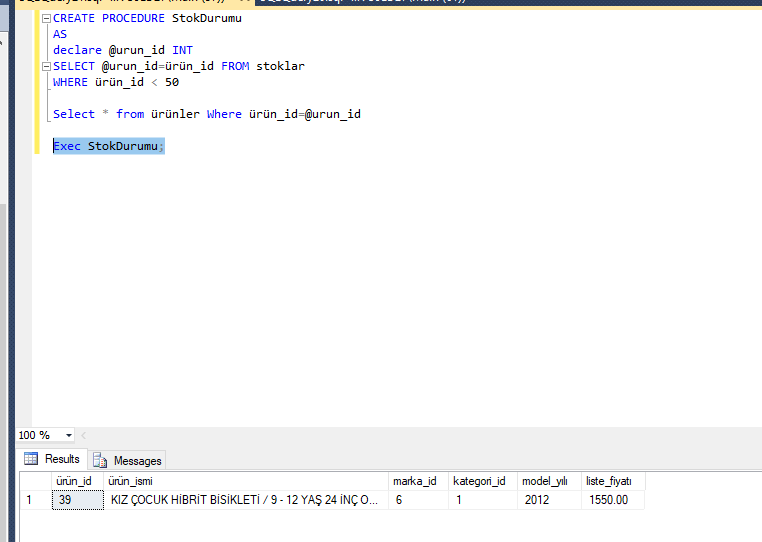 CREATE PROCEDURE StokDurumu
AS
declare @urun_id INT
SELECT @urun_id=ürün_id FROM stoklar
WHERE ürün_id < 50
Select * from ürünler Where ürün_id=@urun_id
Exec StokDurumu;
100 %
Results Messages
ürün_id ürün_ismi marka_id kategori_id model_yılı liste_fiyatı
1 39 KIZ ÇOCUK HİBRİT BİSİKLETİ / 9 - 12 YAŞ 24 İNÇ O... 6 1 2012 1550.00